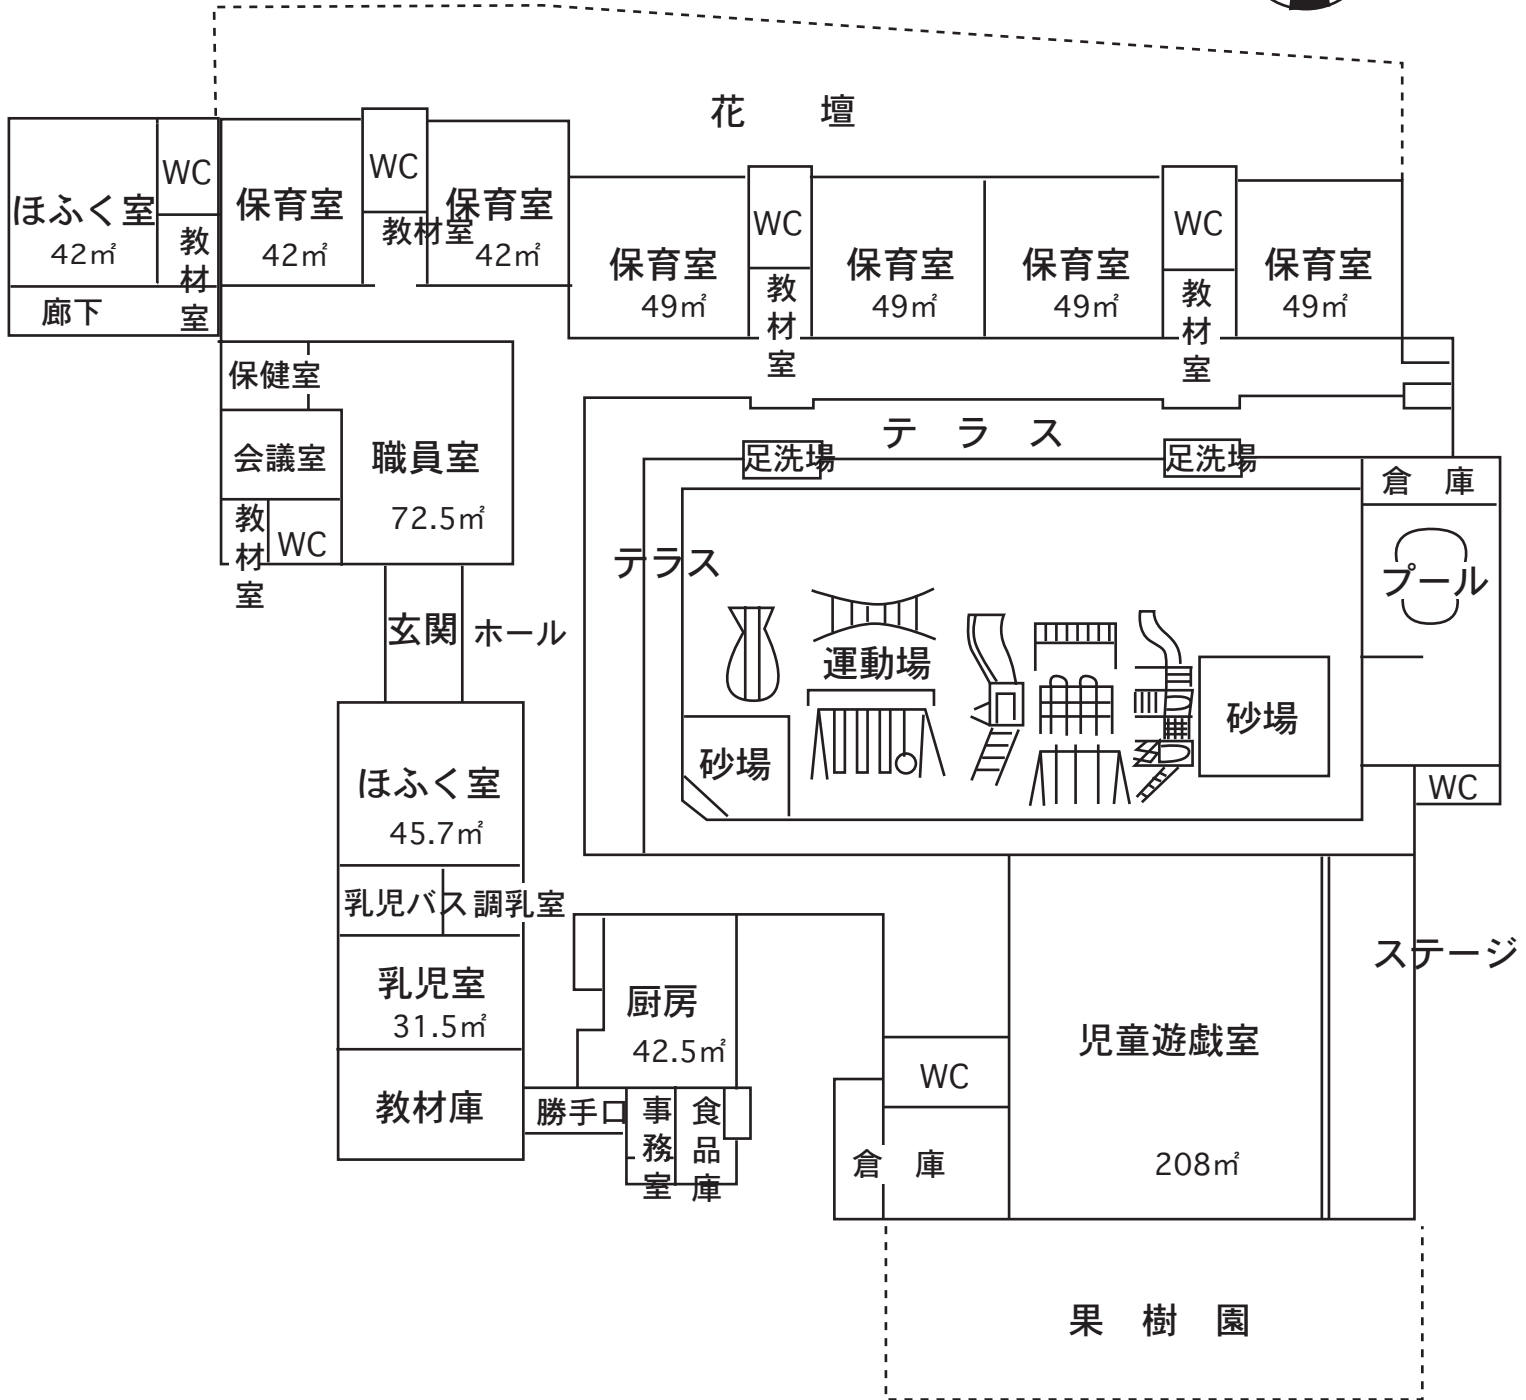 花 壇
ほふく室
42㎡
WC
教材室
廊下
保育室
42㎡
WC
教材室
保育室
42㎡
保育室
49㎡
WC
教材室
保育室
49㎡
保育室
49㎡
WC
教材室
保育室
49㎡
保健室
会議室
職員室
72.5㎡
教材室
WC
テ ラ ス
足洗場
足洗場
倉 庫
テラス
プール
玄関
ホール
運動場
砂場
砂場
WC
ほふく室
45.7㎡
乳児バス
調乳室
乳児室
31.5㎡
厨房
42.5㎡
ステージ
児童遊戯室
208㎡
教材庫
勝手口
事務室
食品庫
WC
倉 庫
果 樹 園